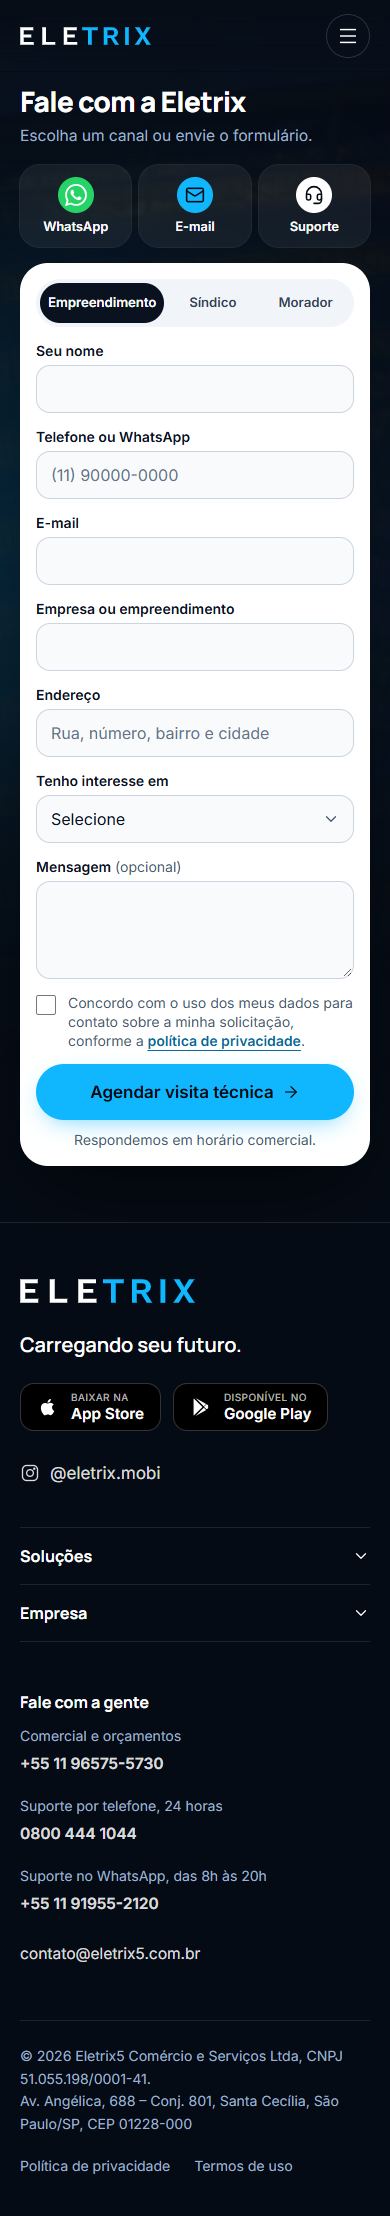 ELETRIX
Fale com a Eletrix
Escolha um canal ou envie o formulário.
WhatsApp
E-mail
Suporte
Empreendimento
Síndico
Morador
Seu nome
Telefone ou WhatsApp
(11) 90000-0000
E-mail
Empresa ou empreendimento
Endereço
Rua, número, bairro e cidade
Tenho interesse em
Selecione
Mensagem (opcional)
Concordo com o uso dos meus dados para
contato sobre a minha solicitação,
conforme a política de privacidade.
Agendar visita técnica
Respondemos em horário comercial.
ELETRIX
Carregando seu futuro.
BAIXAR NA
App Store
DISPONÍVEL NO
Google Play
@eletrix.mobi
Soluções
Empresa
Fale com a gente
Comercial e orçamentos
+55 11 96575-5730
Suporte por telefone, 24 horas
0800 444 1044
Suporte no WhatsApp, das 8h às 20h
+55 11 91955-2120
contato@eletrix5.com.br
© 2026 Eletrix5 Comércio e Serviços Ltda, CNPJ
51.055.198/0001-41.
Av. Angélica, 688 – Conj. 801, Santa Cecília, São
Paulo/SP, CEP 01228-000
Política de privacidade
Termos de uso